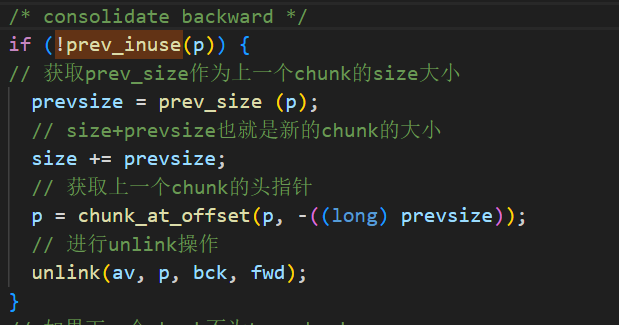 /* consolidate backward */
if (!prev_inuse(p)) {
// 获取prev_size作为上一个chunk的size大小
prevsize = prev_size (p);
// size+prevsize也就是新的chunk的大小
size += prevsize;
// 获取上一个chunk的头指针
p = chunk_at_offset(p, -((long) prevsize));
// 进行unlink操作
unlink(av, p, bck, fwd);
}